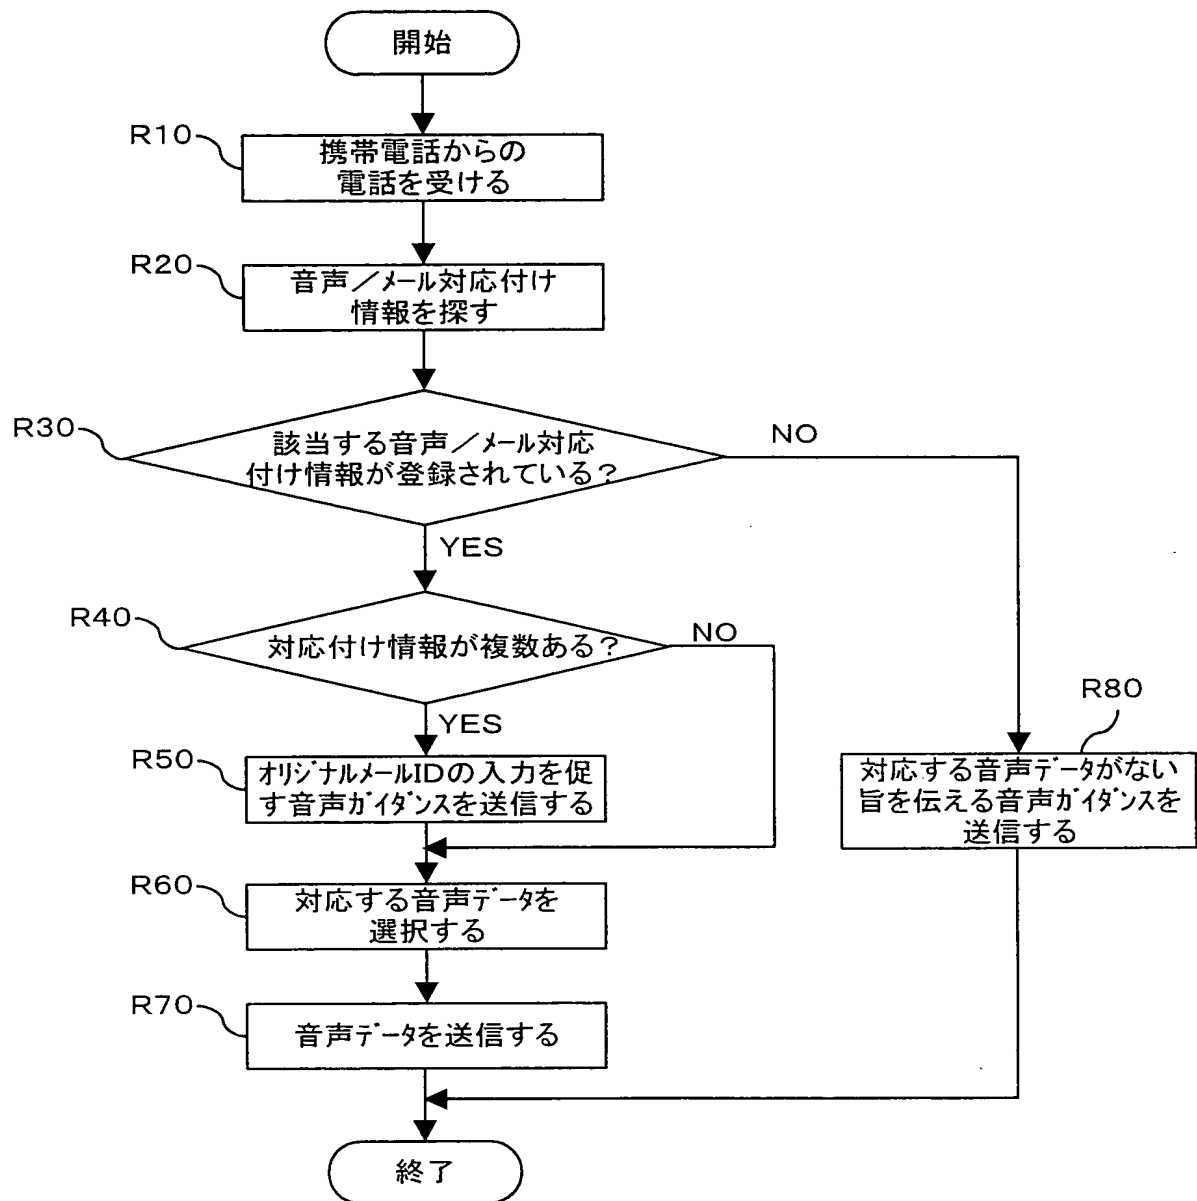 開始
R10
携帯電話からの
電話を受ける
R20
音声／ﾒｰﾙ対応付け
情報を探す
R30
該当する音声／ﾒｰﾙ対応
付け情報が登録されている？
NO
YES
R40
対応付け情報が複数ある？
NO
YES
R50
ｵﾘｼﾞﾅﾙﾒｰﾙIDの入力を促
す音声ｶﾞｲﾀﾞﾝｽを送信する
R80
対応する音声ﾃﾞｰﾀがない
旨を伝える音声ｶﾞｲﾀﾞﾝｽを
送信する
R60
対応する音声ﾃﾞｰﾀを
選択する
R70
音声ﾃﾞｰﾀを送信する
終了